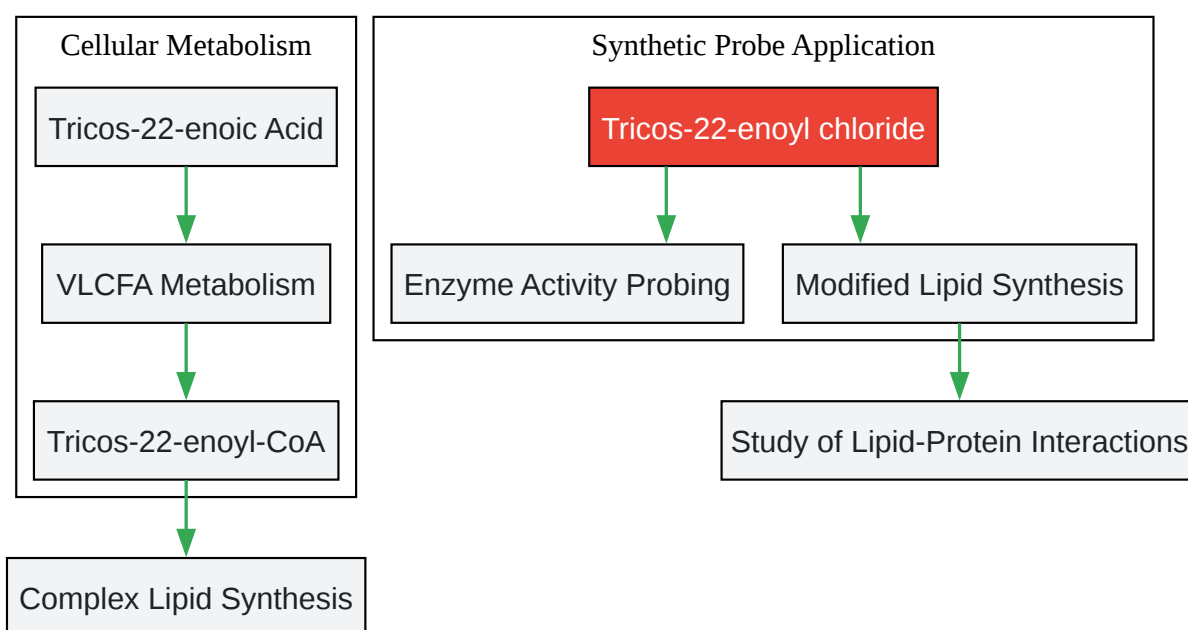 Cellular Metabolism
Tricos-22-enoic Acid
VLCFA Metabolism
Tricos-22-enoyl-CoA
Complex Lipid Synthesis
Synthetic Probe Application
Tricos-22-enoyl chloride
Enzyme Activity Probing
Modified Lipid Synthesis
Study of Lipid-Protein Interactions